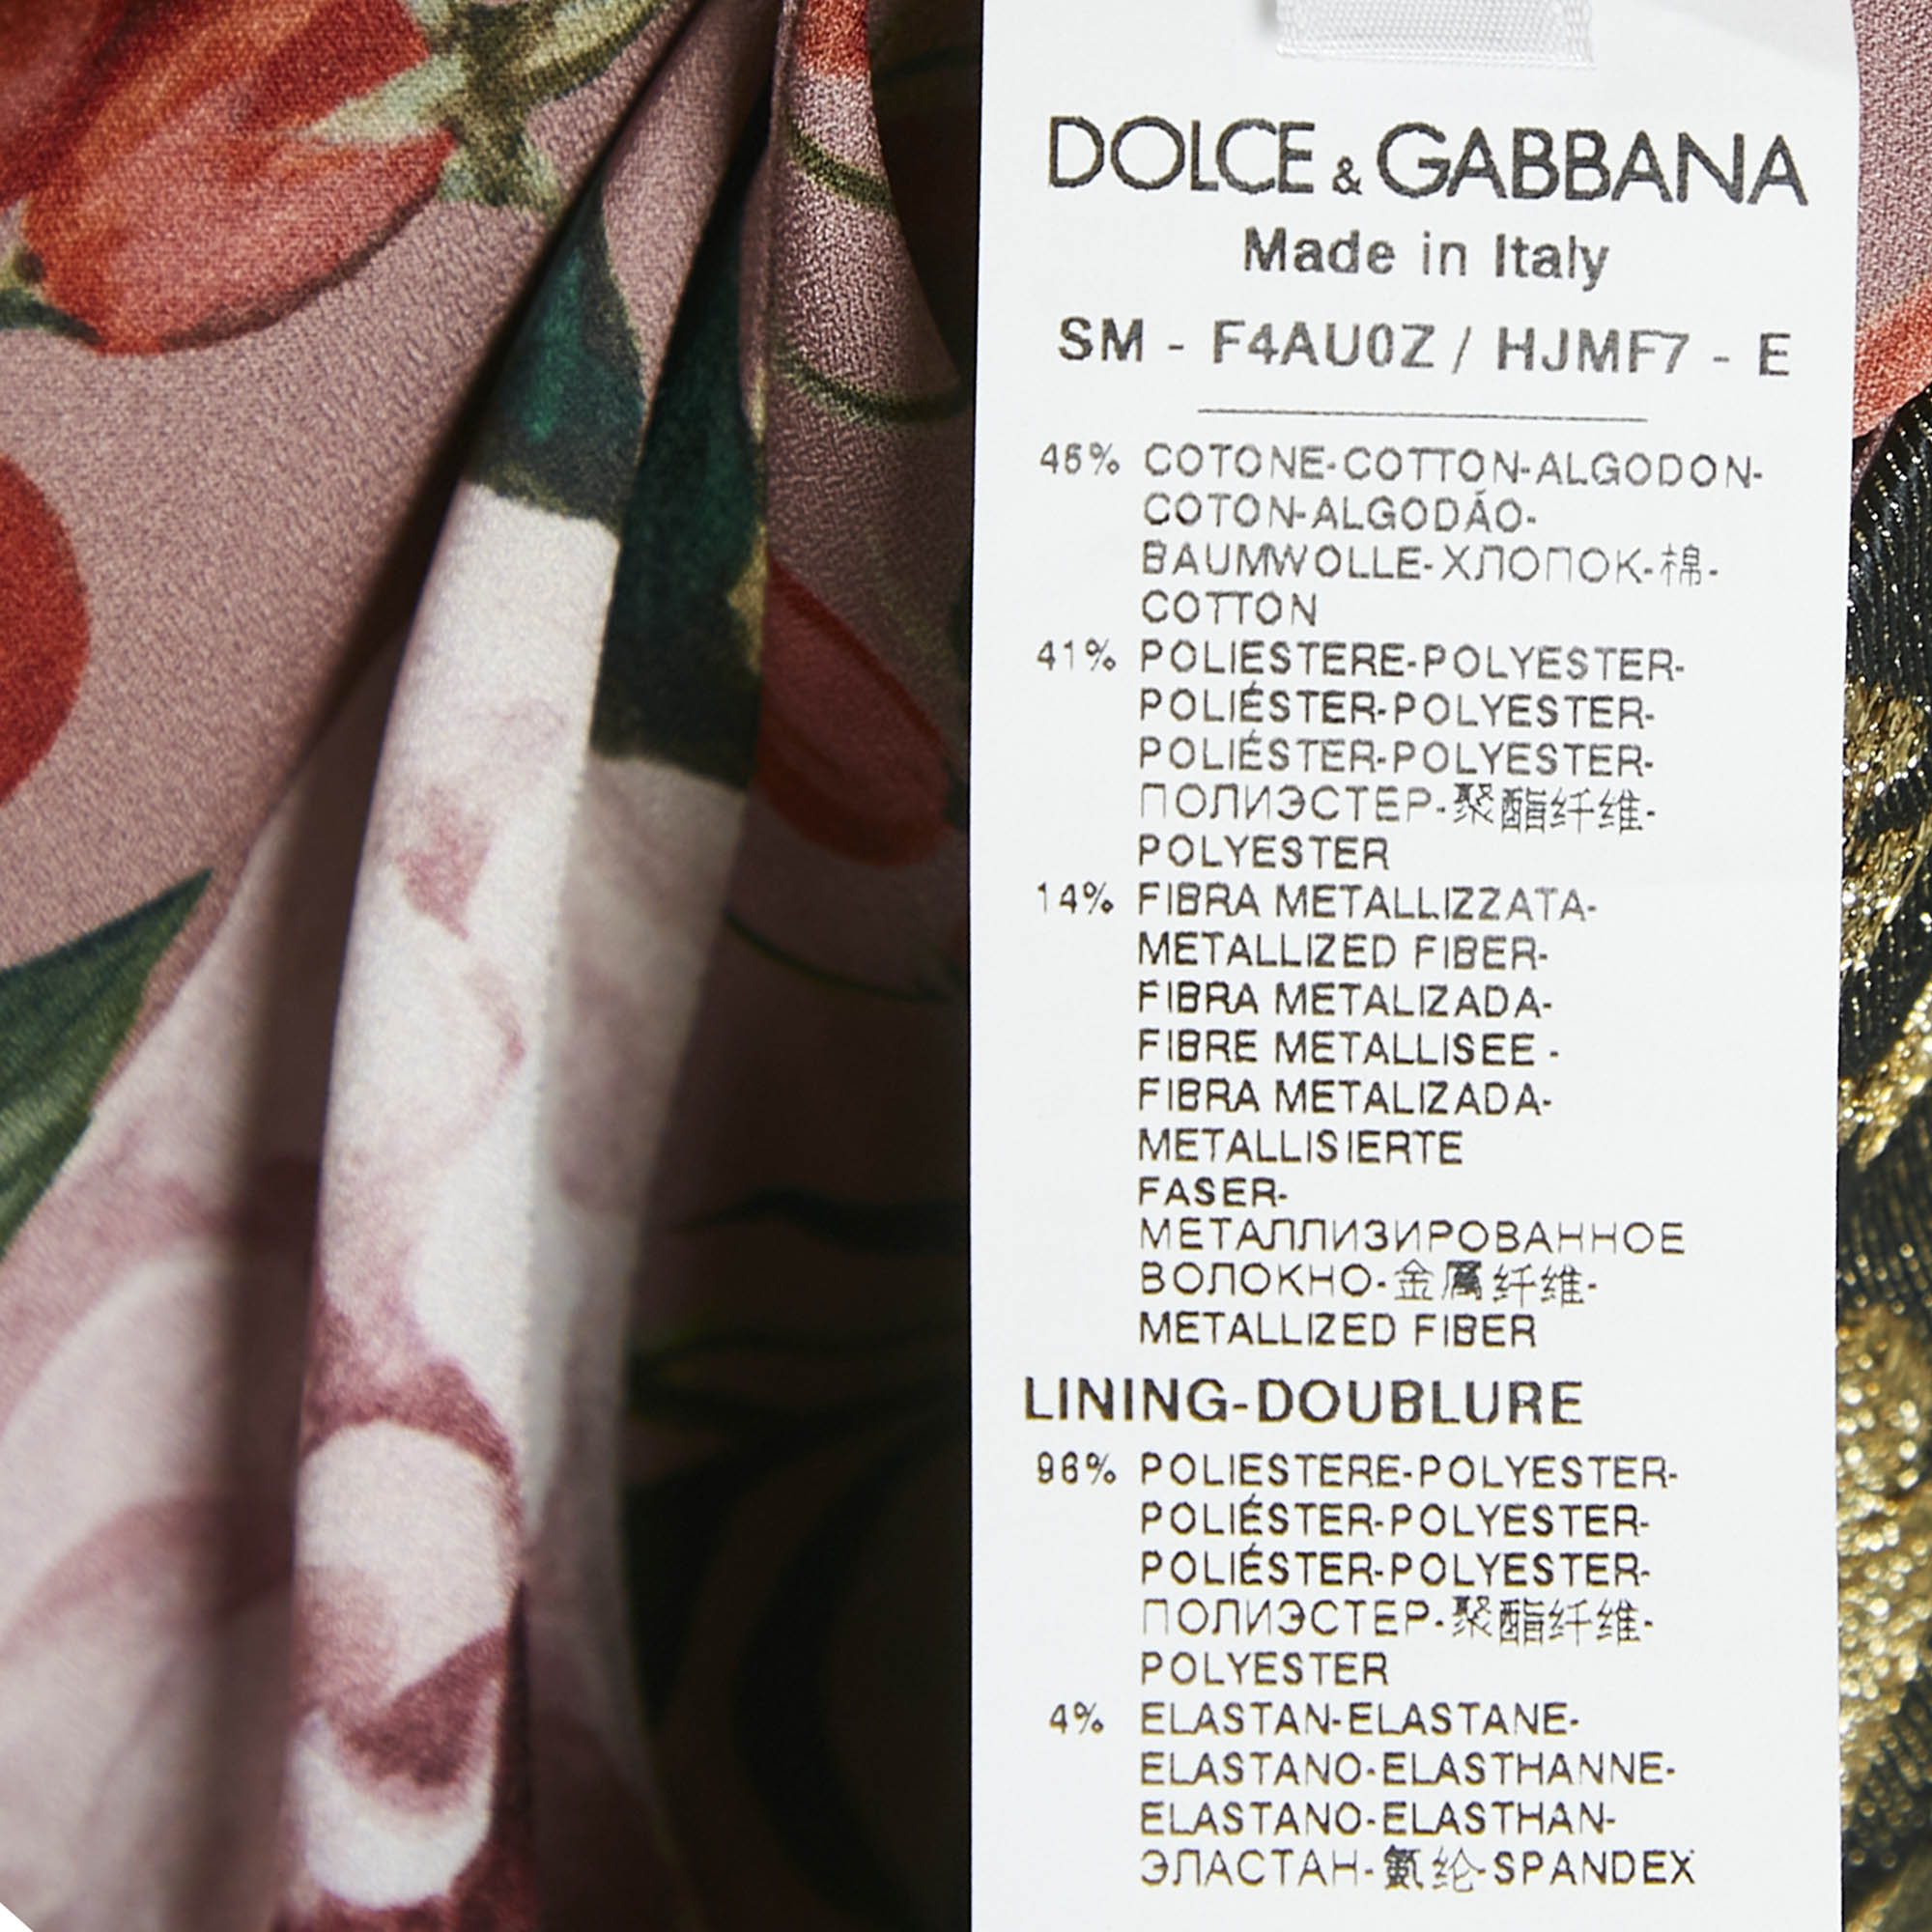 DOLCE & GABBANA
Made in Italy
SM - F4AU0Z / HJMF7 - E
45% COTONE-COTTON-ALGODON-
COTON-ALGODÃO-
BAUMWOLLE-ХЛОПОК-棉-
COTTON
41% POLIESTERE-POLYESTER-
POLIÉSTER-POLYESTER-
POLIÉSTER-POLYESTER-
ПОЛИЭСТЕР-聚酯纤维-
POLYESTER
14% FIBRA METALLIZZATA-
METALLIZED FIBER-
FIBRA METALIZADA-
FIBRE METALLISEE -
FIBRA METALIZADA-
METALLISIERTE
FASER-
МЕТАЛЛИЗИРОВАННОЕ
ВОЛОКНО-金属纤维-
METALLIZED FIBER
LINING-DOUBLURE
96% POLIESTERE-POLYESTER-
POLIÉSTER-POLYESTER-
POLIÉSTER-POLYESTER-
ПОЛИЭСТЕР-聚酯纤维-
POLYESTER
4% ELASTAN-ELASTANE-
ELASTANO-ELASTHANNE-
ELASTANO-ELASTHAN-
ЭЛАСТАН-氨纶-SPANDEX